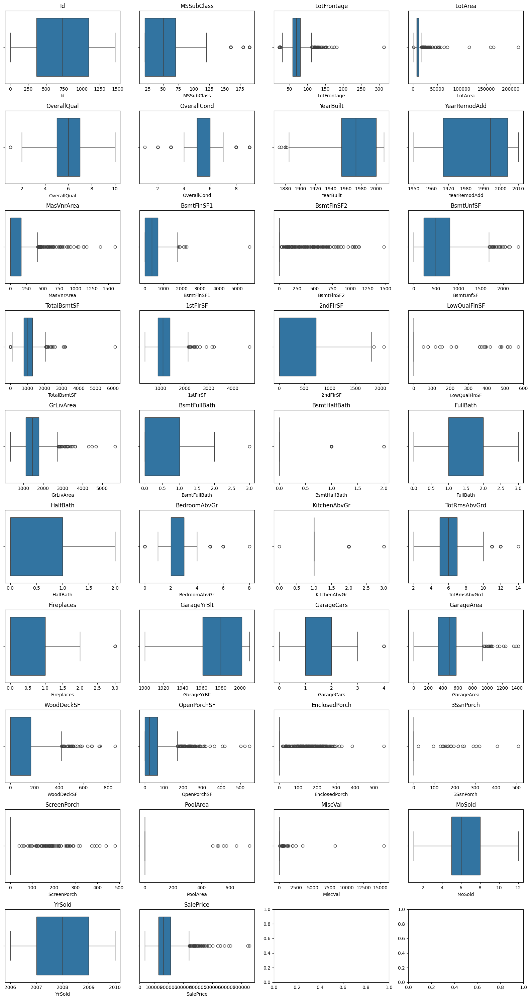 Id MSSubClass LotFrontage LotArea
0 250 500 750 1000 1250 1500 25 50 75 100 125 150 175 50 100 150 200 250 300 0 50000 100000 150000 200000
Id MSSubClass LotFrontage LotArea
OverallQual OverallCond YearBuilt YearRemodAdd
2 4 6 8 10 2 4 6 8 1880 1900 1920 1940 1960 1980 2000 1950 1960 1970 1980 1990 2000 2010
OverallQual OverallCond YearBuilt YearRemodAdd
MasVnrArea BsmtFinSF1 BsmtFinSF2 BsmtUnfSF
0 250 500 750 1000 1250 1500 0 1000 2000 3000 4000 5000 0 250 500 750 1000 1250 1500 0 500 1000 1500 2000
MasVnrArea BsmtFinSF1 BsmtFinSF2 BsmtUnfSF
TotalBsmtSF 1stFlrSF 2ndFlrSF LowQualFinSF
0 1000 2000 3000 4000 5000 6000 1000 2000 3000 4000 0 500 1000 1500 2000 0 100 200 300 400 500 600
TotalBsmtSF 1stFlrSF 2ndFlrSF LowQualFinSF
GrLivArea BsmtFullBath BsmtHalfBath FullBath
1000 2000 3000 4000 5000 0.0 0.5 1.0 1.5 2.0 2.5 3.0 0.0 0.5 1.0 1.5 2.0 0.0 0.5 1.0 1.5 2.0 2.5 3.0
GrLivArea BsmtFullBath BsmtHalfBath FullBath
HalfBath BedroomAbvGr KitchenAbvGr TotRmsAbvGrd
0.0 0.5 1.0 1.5 2.0 0 2 4 6 8 0.0 0.5 1.0 1.5 2.0 2.5 3.0 2 4 6 8 10 12 14
HalfBath BedroomAbvGr KitchenAbvGr TotRmsAbvGrd
Fireplaces GarageYrBlt GarageCars GarageArea
0.0 0.5 1.0 1.5 2.0 2.5 3.0 1900 1920 1940 1960 1980 2000 0 1 2 3 4 0 200 400 600 800 1000 1200 1400
Fireplaces GarageYrBlt GarageCars GarageArea
WoodDeckSF OpenPorchSF EnclosedPorch 3SsnPorch
0 200 400 600 800 0 100 200 300 400 500 0 100 200 300 400 500 0 100 200 300 400 500
WoodDeckSF OpenPorchSF EnclosedPorch 3SsnPorch
ScreenPorch PoolArea MiscVal MoSold
0 100 200 300 400 500 0 200 400 600 0 2500 5000 7500 10000 12500 15000 2 4 6 8 10 12
ScreenPorch PoolArea MiscVal MoSold
YrSold SalePrice
1.0 1.0
0.8 0.8
0.6 0.6
0.4 0.4
0.2 0.2
0.0 0.0
2006 2007 2008 2009 2010 0 100000 200000 300000 400000 500000 600000 700000 0.0 0.2 0.4 0.6 0.8 1.0 0.0 0.2 0.4 0.6 0.8 1.0
YrSold SalePrice